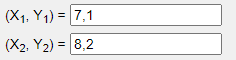 (X₁, Y₁) = 7,1
(X₂, Y₂) = 8,2